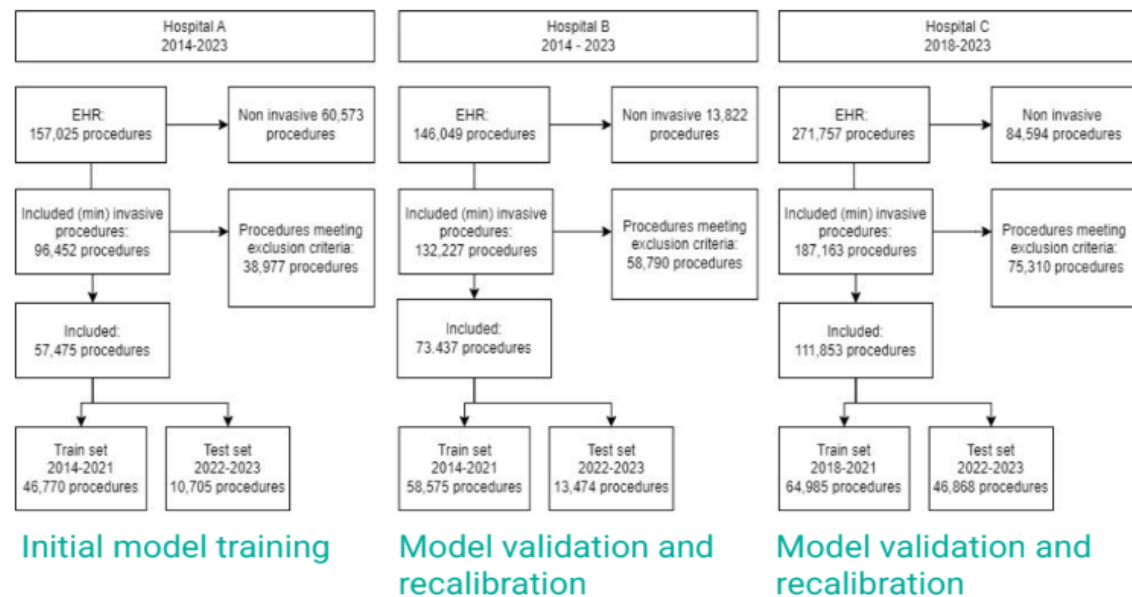 Hospital A
2014-2023
EHR:
157,025 procedures
Non invasive 60,573
procedures
Included (min) invasive
procedures:
96,452 procedures
Procedures meeting
exclusion criteria:
38,977 procedures
Included:
57,475 procedures
Train set
2014-2021
46,770 procedures
Test set
2022-2023
10,705 procedures
Initial model training
Hospital B
2014 - 2023
EHR:
146,049 procedures
Non invasive 13,822
procedures
Included (min) invasive
procedures:
132,227 procedures
Procedures meeting
exclusion criteria:
58,790 procedures
Included:
73.437 procedures
Train set
2014-2021
58,575 procedures
Test set
2022-2023
13,474 procedures
Model validation and
recalibration
Hospital C
2018-2023
EHR:
271,757 procedures
Non invasive
84,594 procedures
Included (min) invasive
procedures:
187,163 procedures
Procedures meeting
exclusion criteria:
75,310 procedures
Included:
111,853 procedures
Train set
2018-2021
64,985 procedures
Test set
2022-2023
46,868 procedures
Model validation and
recalibration